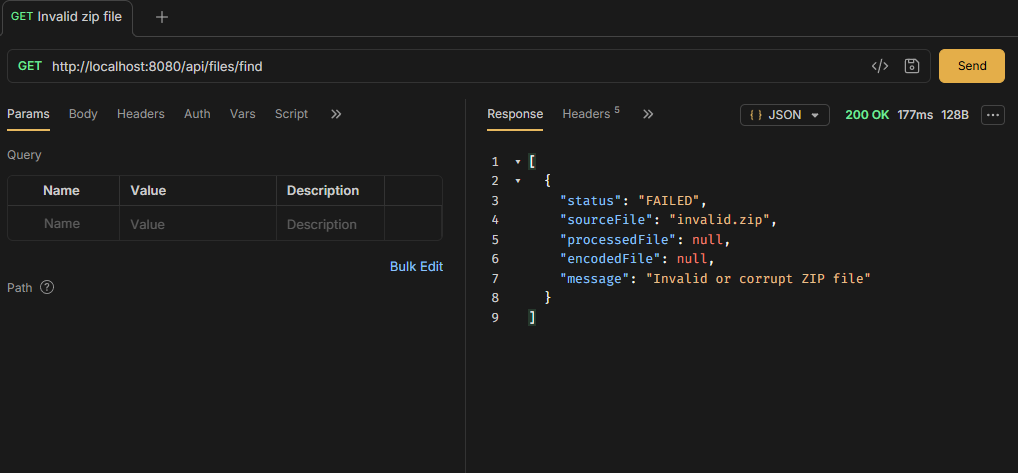 GET Invalid zip file
GET http://localhost:8080/api/files/find
Send
Params Body Headers Auth Vars Script
Query
Name Value Description
Name Value Description
Bulk Edit
Path ?
Response Headers 5
{ } JSON 200 OK 177ms 128B
1 [
2 {
3 "status": "FAILED",
4 "sourceFile": "invalid.zip",
5 "processedFile": null,
6 "encodedFile": null,
7 "message": "Invalid or corrupt ZIP file"
8 }
9 ]